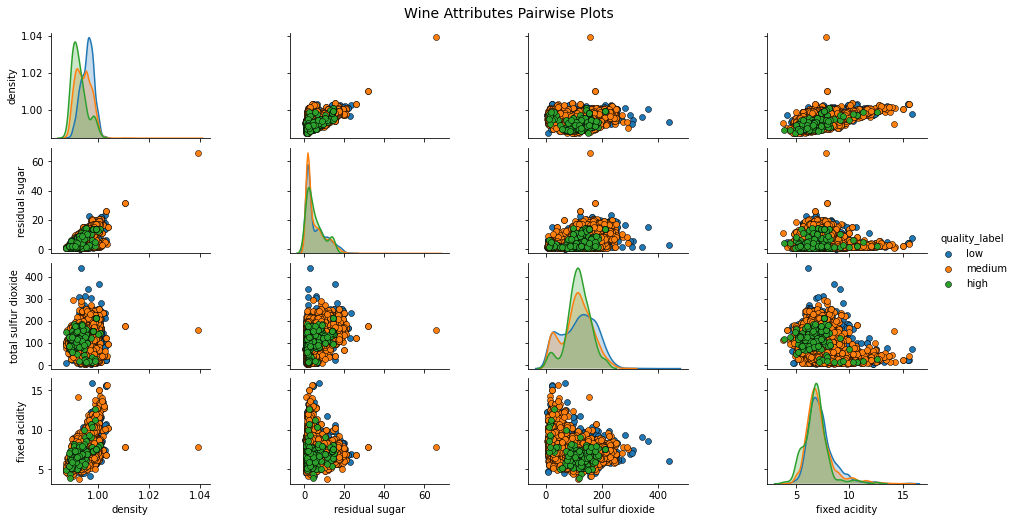 Wine Attributes Pairwise Plots
1.04
1.02
1.00
density
60
40
20
0
residual sugar
quality_label
low
medium
high
400
300
200
100
0
total sulfur dioxide
15
10
5
fixed acidity
1.00 1.02 1.04
0 20 40 60
0 200 400
5 10 15
density
residual sugar
total sulfur dioxide
fixed acidity